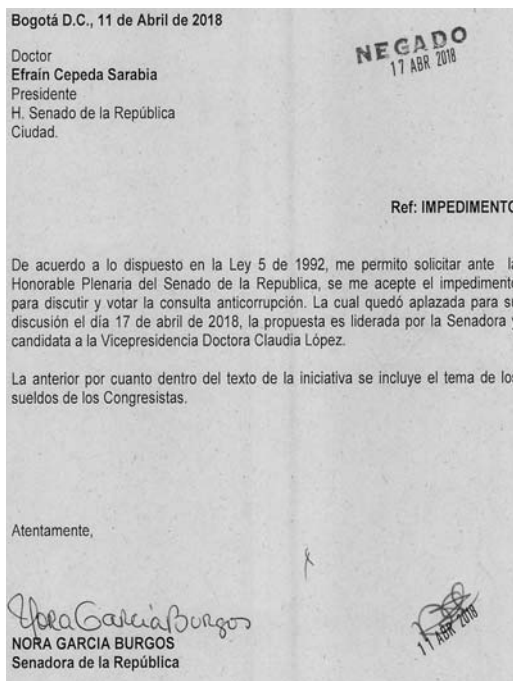 Bogotá D.C., 11 de Abril de 2018
NEGADO
17 ABR 2018
Doctor
Efraín Cepeda Sarabia
Presidente
H. Senado de la República
Ciudad.
Ref: IMPEDIMENTO
De acuerdo a lo dispuesto en la Ley 5 de 1992, me permito solicitar ante l
Honorable Plenaria del Senado de la Republica, se me acepte el impedimento
para discutir y votar la consulta anticorrupción. La cual quedó aplazada para su
discusión el día 17 de abril de 2018, la propuesta es liderada por la Senadora y
candidata a la Vicepresidencia Doctora Claudia López.
La anterior por cuanto dentro del texto de la iniciativa se incluye el tema de los
sueldos de los Congresistas.
Atentamente,
Nora García Burgos
11 ABR 2018
NORA GARCIA BURGOS
Senadora de la República